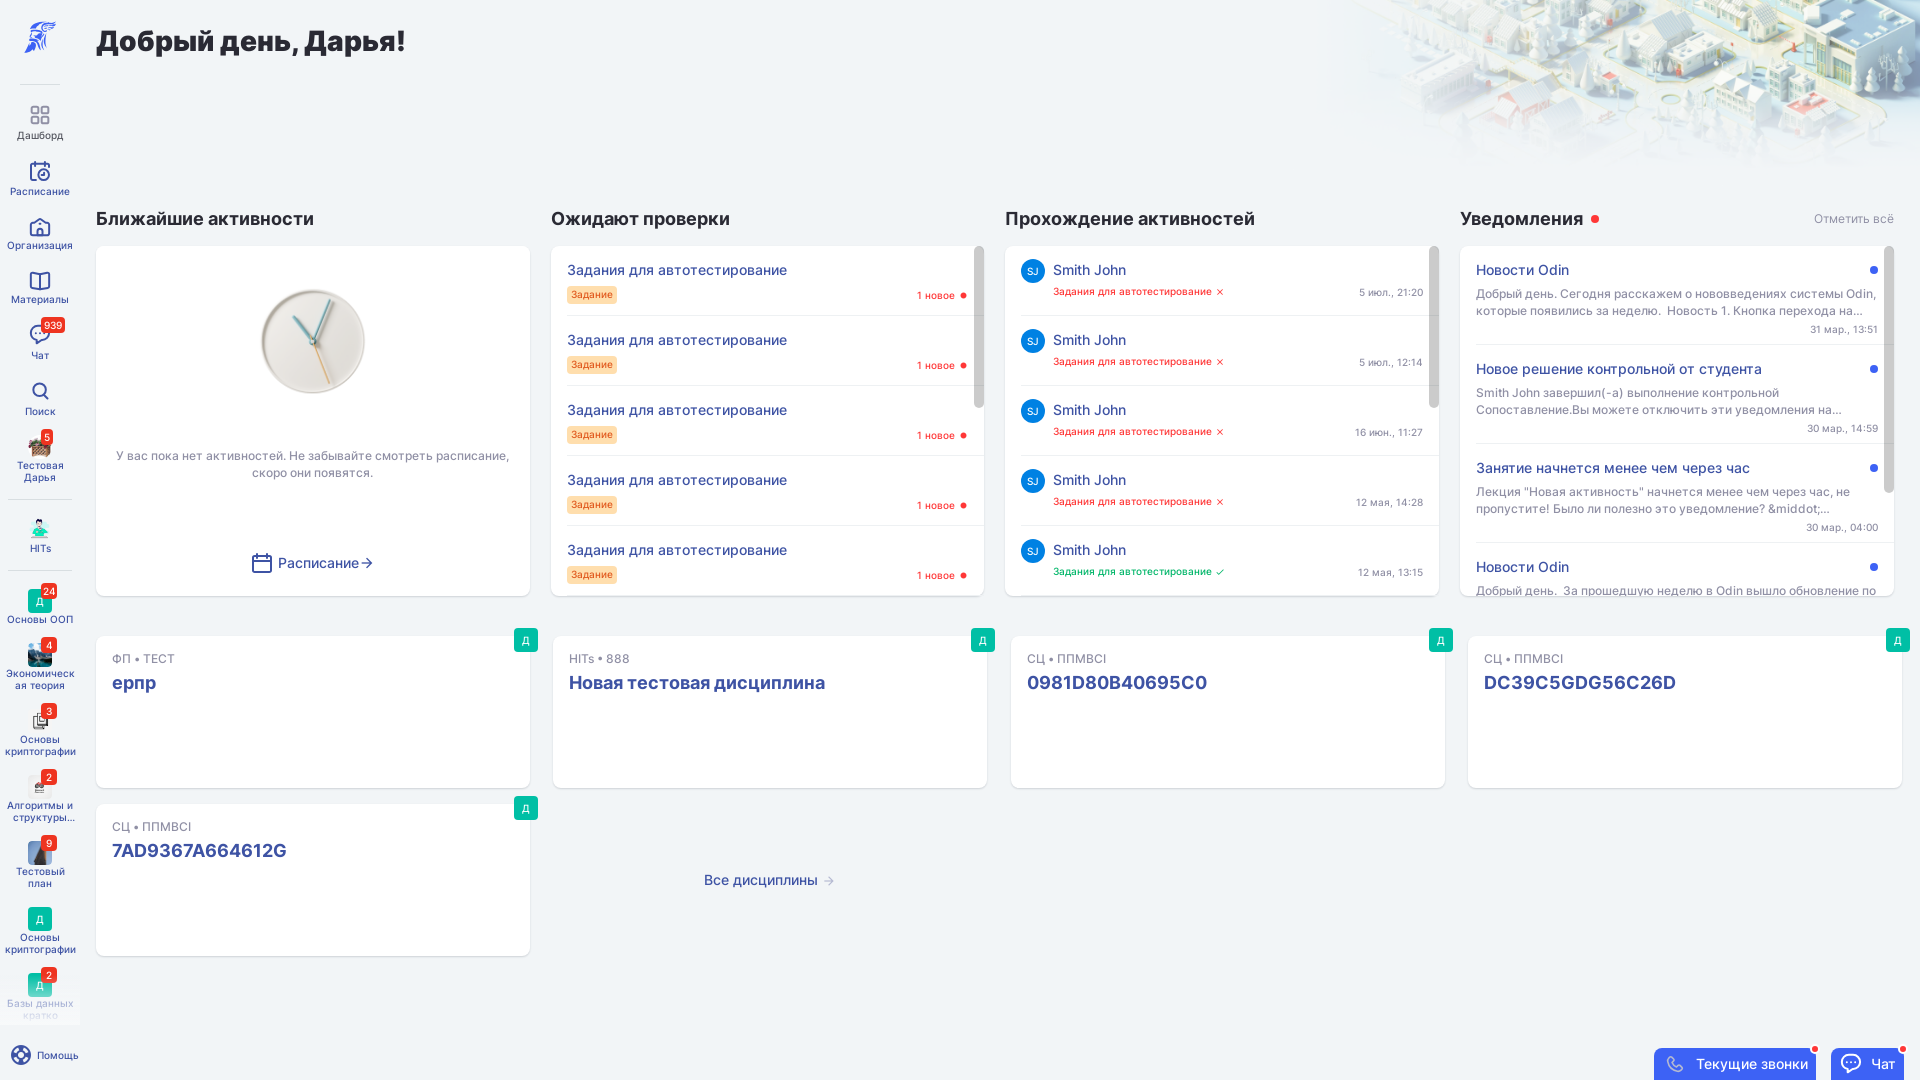 Добрый день, Дарья!
Дашборд
Расписание
Организация
Материалы
939
Чат
Поиск
5
Тестовая
Дарья
HITs
24
Д
Основы ООП
4
Экономическ
ая теория
3
Основы
криптографии
2
Алгоритмы и
структуры...
9
Тестовый
план
Д
Основы
криптографии
2
Д
Базы данных
кратко
Помощь
Ближайшие активности
У вас пока нет активностей. Не забывайте смотреть расписание,
скоро они появятся.
Расписание
Ожидают проверки
Задания для автотестирование
Задание
1 новое
Задания для автотестирование
Задание
1 новое
Задания для автотестирование
Задание
1 новое
Задания для автотестирование
Задание
1 новое
Задания для автотестирование
Задание
1 новое
Прохождение активностей
SJ
Smith John
Задания для автотестирование
5 июл., 21:20
SJ
Smith John
Задания для автотестирование
5 июл., 12:14
SJ
Smith John
Задания для автотестирование
16 июн., 11:27
SJ
Smith John
Задания для автотестирование
12 мая, 14:28
SJ
Smith John
Задания для автотестирование
12 мая, 13:15
Уведомления
Отметить всё
Новости Odin
Добрый день. Сегодня расскажем о нововведениях системы Odin,
которые появились за неделю. Новость 1. Кнопка перехода на...
31 мар., 13:51
Новое решение контрольной от студента
Smith John завершил(-а) выполнение контрольной
Сопоставление.Вы можете отключить эти уведомления на...
30 мар., 14:59
Занятие начнется менее чем через час
Лекция "Новая активность" начнется менее чем через час, не
пропустите! Было ли полезно это уведомление? &middot;...
30 мар., 04:00
Новости Odin
Добрый день. За прошедшую неделю в Odin вышло обновление по
Д
ФП • ТЕСТ
ерпр
Д
HITs • 888
Новая тестовая дисциплина
Д
СЦ • ППМВСІ
0981D80B40695C0
Д
СЦ • ППМВСІ
DC39C5GDG56C26D
Д
СЦ • ППМВСІ
7AD9367A664612G
Все дисциплины
Текущие звонки
Чат